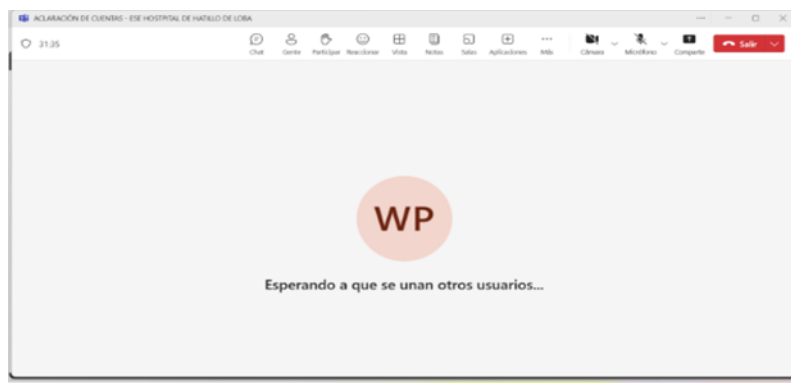 ACLARACIÓN DE CUENTAS - ESE HOSTPITAL DE HATILLO DE LOBA
31:35
Chat Gente Participar Reaccionar Vista Notas Salas Aplicaciones Más Cámara Micrófono Compartir Salir
WP
Esperando a que se unan otros usuarios...